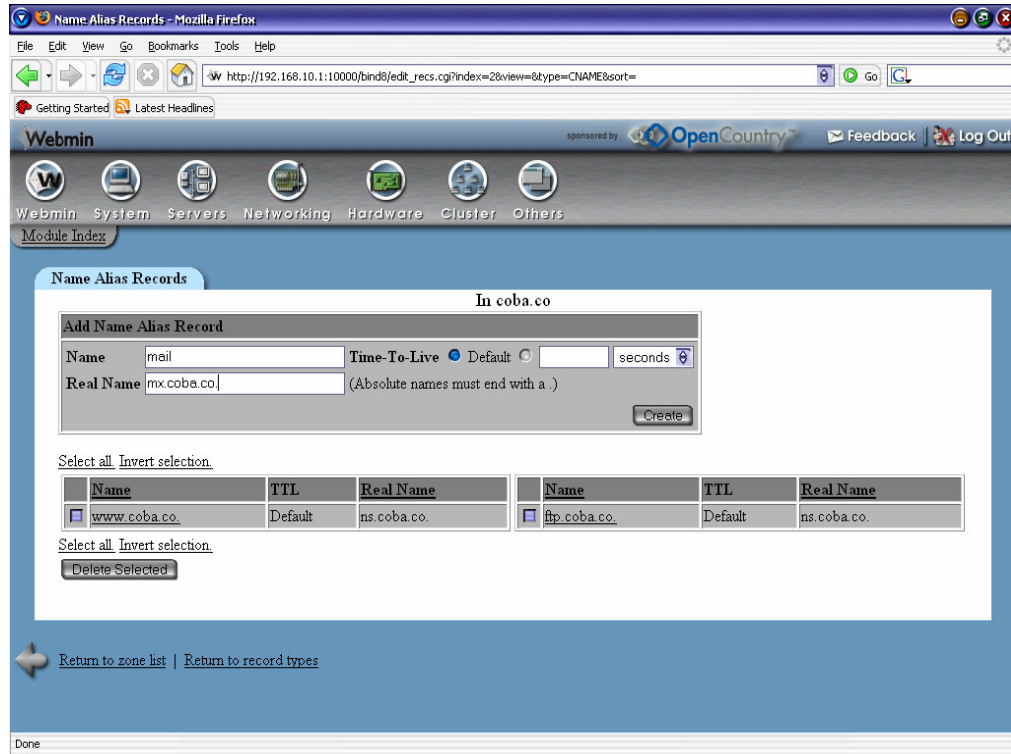 Name Alias Records - Mozilla Firefox
File Edit View Go Bookmarks Tools Help
http://192.168.10.1:10000/bind8/edit_recs.cgi?index=2&view=&type=CNAME&sort=
Go
G
Getting Started Latest Headlines
Webmin
sponsored by OpenCountry
Feedback | Log Out
Webmin System Servers Networking Hardware Cluster Others
Module Index
Name Alias Records
In coba.co
Add Name Alias Record
Name mail Time-To-Live Default seconds
Real Name mx.coba.co. (Absolute names must end with a .)
Create
Select all. Invert selection.
Name TTL Real Name Name TTL Real Name
www.coba.co. Default ns.coba.co. ftp.coba.co. Default ns.coba.co.
Select all. Invert selection.
Delete Selected
Return to zone list | Return to record types
Done